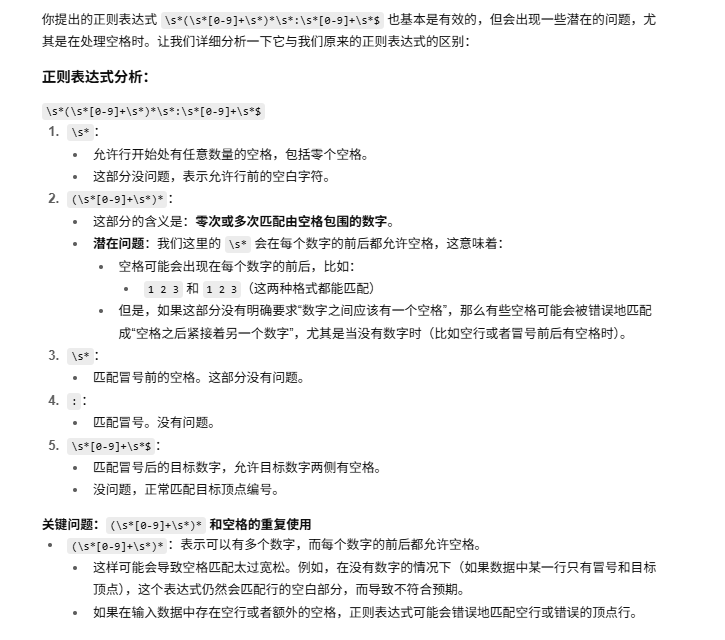 你提出的正则表达式 \s*(\s*[0-9]+\s*)*\s*:\s*[0-9]+\s*$ 也基本是有效的，但会出现一些潜在的问题，尤
其是在处理空格时。让我们详细分析一下它与我们原来的正则表达式的区别：
正则表达式分析：
\s*(\s*[0-9]+\s*)*\s*:\s*[0-9]+\s*$
1. \s*：
• 允许行开始处有任意数量的空格，包括零个空格。
• 这部分没问题，表示允许行前的空白字符。
2. (\s*[0-9]+\s*)*：
• 这部分的含义是：零次或多次匹配由空格包围的数字。
• 潜在问题：我们这里的 \s* 会在每个数字的前后都允许空格，这意味着：
• 空格可能会出现在每个数字的前后，比如：
• 1 2 3 和 1 2 3（这两种格式都能匹配）
• 但是，如果这部分没有明确要求“数字之间应该有一个空格”，那么有些空格可能会被错误地匹配
成“空格之后紧接着另一个数字”，尤其是当没有数字时（比如空行或者冒号前后有空格时）。
3. \s*：
• 匹配冒号前的空格。这部分没有问题。
4. :：
• 匹配冒号。没有问题。
5. \s*[0-9]+\s*$：
• 匹配冒号后的目标数字，允许目标数字两侧有空格。
• 没问题，正常匹配目标顶点编号。
关键问题：(\s*[0-9]+\s*)* 和空格的重复使用
• (\s*[0-9]+\s*)*：表示可以有多个数字，而每个数字的前后都允许空格。
• 这样可能会导致空格匹配太过宽松。例如，在没有数字的情况下（如果数据中某一行只有冒号和目标
顶点），这个表达式仍然会匹配行的空白部分，而导致不符合预期。
• 如果在输入数据中存在空行或者额外的空格，正则表达式可能会错误地匹配空行或错误的顶点行。